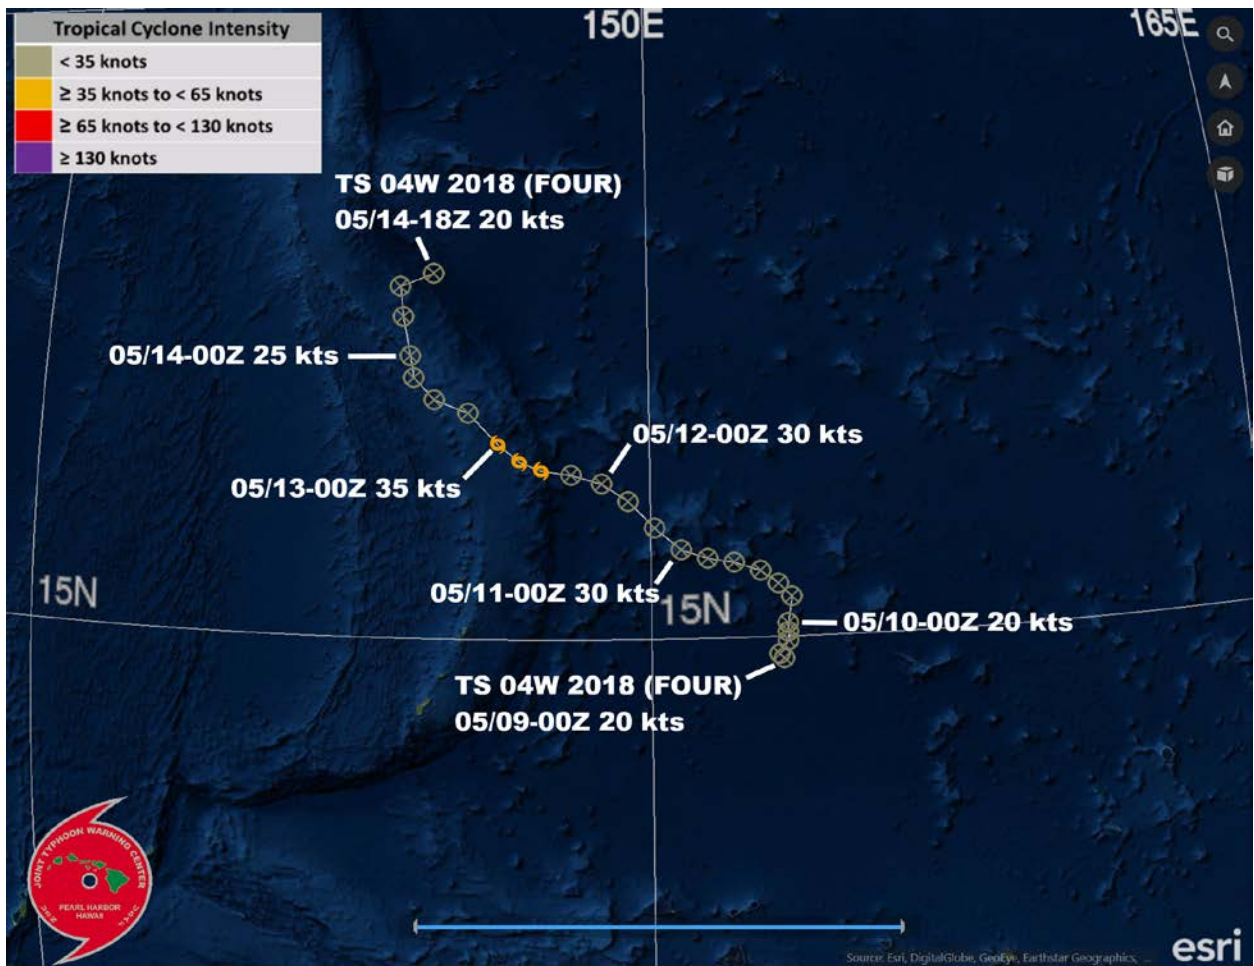 Tropical Cyclone Intensity
< 35 knots
≥ 35 knots to < 65 knots
≥ 65 knots to < 130 knots
≥ 130 knots
150E
165E
TS 04W 2018 (FOUR)
05/14-18Z 20 kts
05/14-00Z 25 kts
05/12-00Z 30 kts
05/13-00Z 35 kts
05/11-00Z 30 kts
15N
15N
05/10-00Z 20 kts
TS 04W 2018 (FOUR)
05/09-00Z 20 kts
JOINT TYPHOON WARNING CENTER
PEARL HARBOR
HAWAII
esri
Source: Esri, DigitalGlobe, GeoEye, Earthstar Geographics, ...